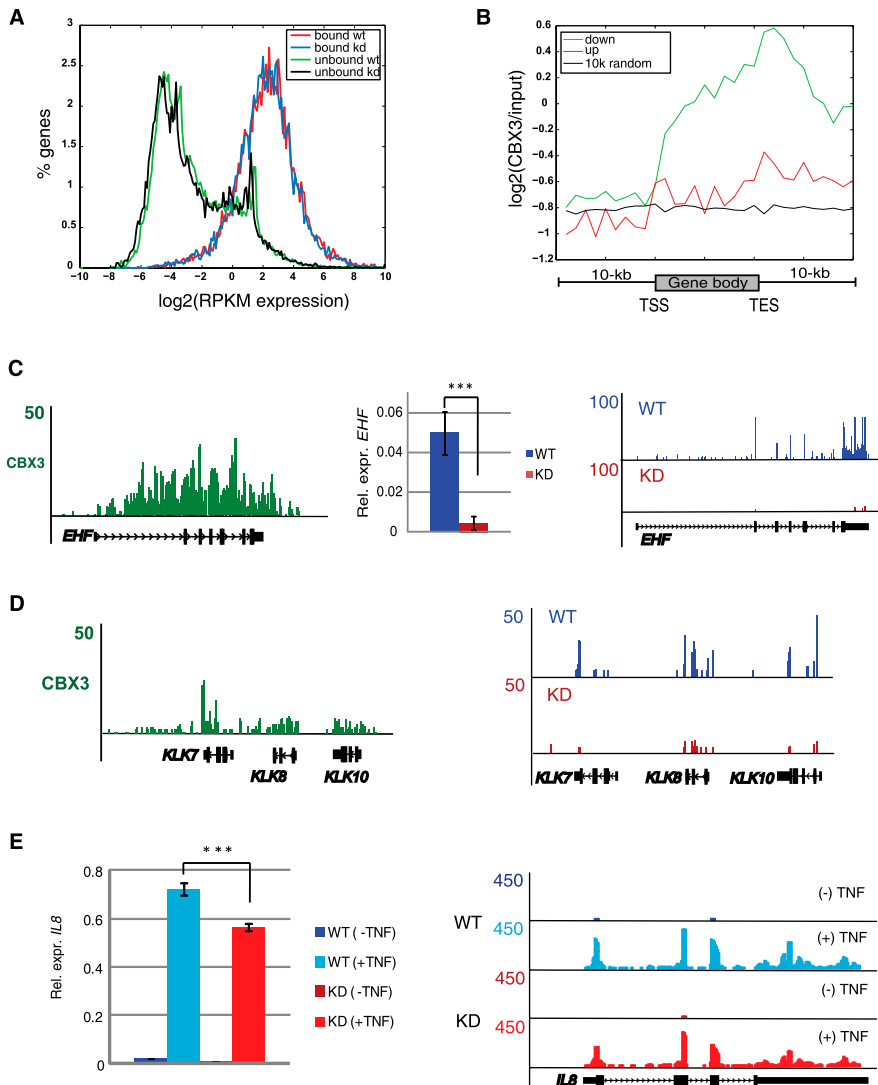 A
3
2.5
2
1.5
1
0.5
0
% genes
bound wt
bound kd
unbound wt
unbound kd
−10 −8 −6 −4 −2 0 2 4 6 8 10
log2(RPKM expression)
B
0.6
0.4
0.2
0
0.2
0.4
−0.6
−0.8
−1
−1.2
log2(CBX3/input)
down
up
10k random
10-kb Gene body 10-kb
TSS TES
C
50
CBX3
EHF
***
0.06
0.04
0.02
0
Rel. expr. EHF
WT
KD
100
WT
100
KD
EHF
D
50
CBX3
KLK7
KLK8 KLK10
50
WT
50
KD
KLK7 KLK8 KLK10
E
***
0.8
0.6
0.4
0.2
0
Rel. expr. IL8
WT ( -TNF)
WT (+TNF)
KD ( -TNF)
KD (+TNF)
450
(-) TNF
WT
450
(+) TNF
450
(-) TNF
KD
450
(+) TNF
IL8